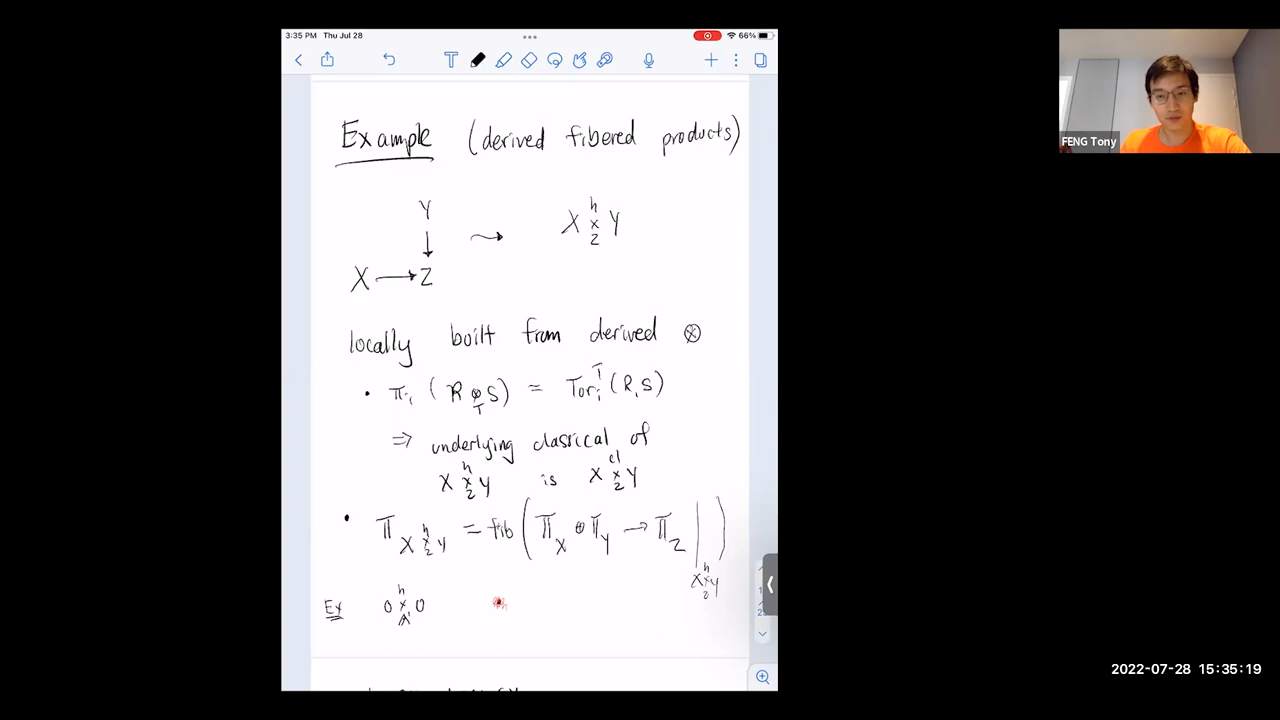 3:35 PM Thu Jul 28
66%
Example (derived fibered products)
Y
X → Z ⇝ X ×^h_Z Y
locally built from derived ⊗
• π_i (R ⊗_T S) = Tor_i^T (R, S)
⇒ underlying classical of
X ×^h_Z Y is X ×^cl_Z Y
• 𝕋_{X ×^h_Z Y} = fib ( 𝕋_X ⊕ 𝕋_Y → 𝕋_Z |_{X ×^h_Z Y} )
Ex 0 ×^h_{𝔸^1} 0
FENG Tony
2022-07-28 15:35:19